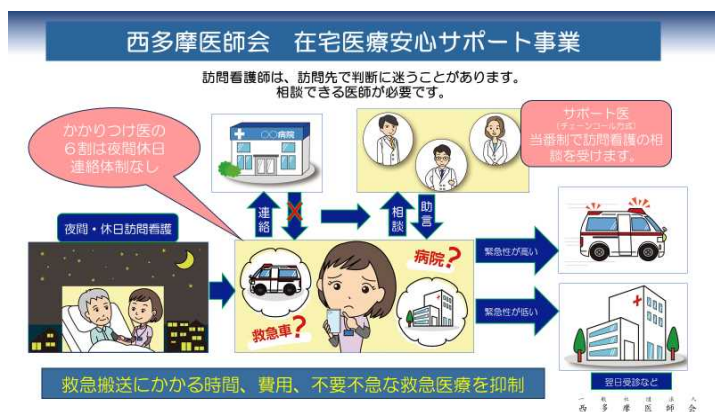 西多摩医師会　在宅医療安心サポート事業
訪問看護師は、訪問先で判断に迷うことがあります。
相談できる医師が必要です。
かかりつけ医の
６割は夜間休日
連絡体制なし
○○病院
サポート医
（チェーンコール方式）
当番制で訪問看護の相
談を受けます。
連絡
相談
助言
夜間・休日訪問看護
病院？
救急車？
緊急性が高い
緊急性が低い
翌日受診など
救急搬送にかかる時間、費用、不要不急な救急医療を抑制
一般社団法人
西多摩医師会